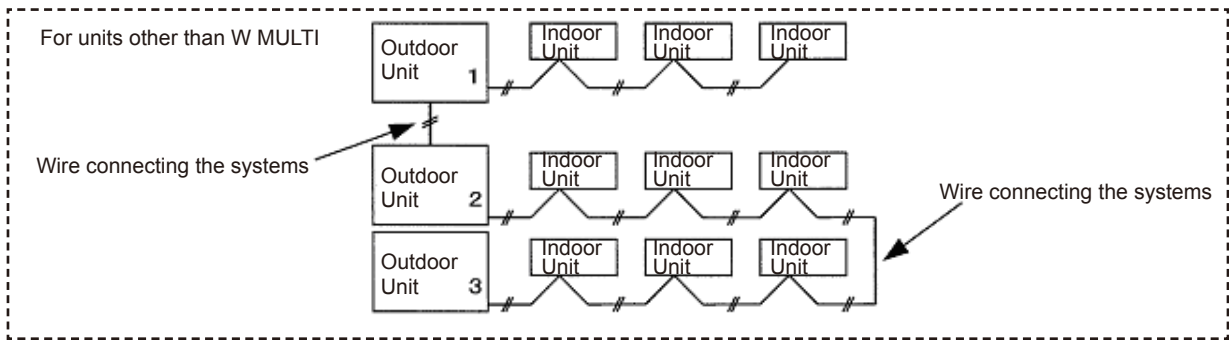 For units other than W MULTI
Outdoor
Unit
1
Indoor
Unit
Indoor
Unit
Indoor
Unit
Wire connecting the systems
Outdoor
Unit
2
Indoor
Unit
Indoor
Unit
Indoor
Unit
Wire connecting the systems
Outdoor
Unit
3
Indoor
Unit
Indoor
Unit
Indoor
Unit